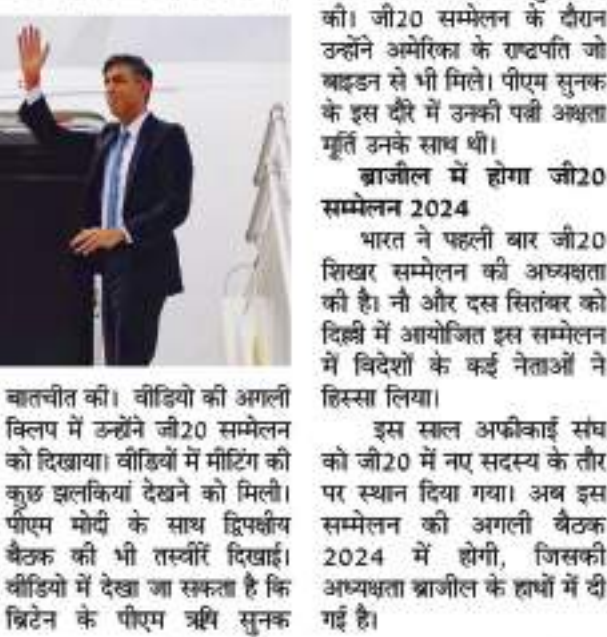 बातचीत की। वीडियो की अगली
क्लिप में उन्होंने जी20 सम्मेलन
को दिखाया। वीडियों में मीटिंग की
कुछ झलकियां देखने को मिली।
पीएम मोदी के साथ द्विपक्षीय
बैठक की भी तस्वीरें दिखाई।
वीडियो में देखा जा सकता है कि
ब्रिटेन के पीएम ऋषि सुनक
की। जी20 सम्मेलन के दौरान
उन्होंने अमेरिका के राष्ट्रपति जो
बाइडन से भी मिले। पीएम सुनक
के इस दौरे में उनकी पत्नी अक्षता
मूर्ति उनके साथ थी।
ब्राजील में होगा जी20
सम्मेलन 2024
भारत ने पहली बार जी20
शिखर सम्मेलन की अध्यक्षता
की है। नौ और दस सितंबर को
दिल्ली में आयोजित इस सम्मेलन
में विदेशों के कई नेताओं ने
हिस्सा लिया।
इस साल अफीकाई संघ
को जी20 में नए सदस्य के तौर
पर स्थान दिया गया। अब इस
सम्मेलन की अगली बैठक
2024 में होगी, जिसकी
अध्यक्षता ब्राजील के हाथों में दी
गई है।